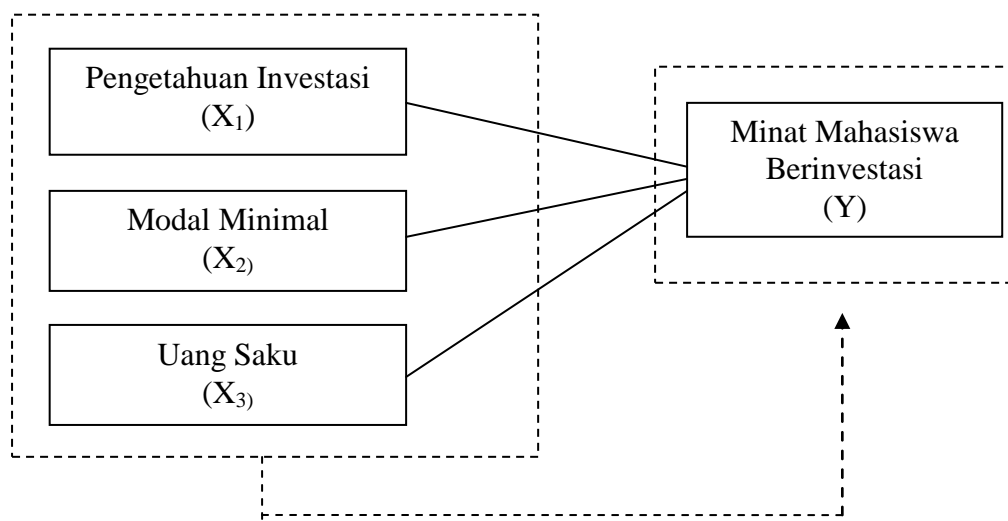 Pengetahuan Investasi
(X₁)
Modal Minimal
(X₂)
Uang Saku
(X₃)
Minat Mahasiswa
Berinvestasi
(Y)